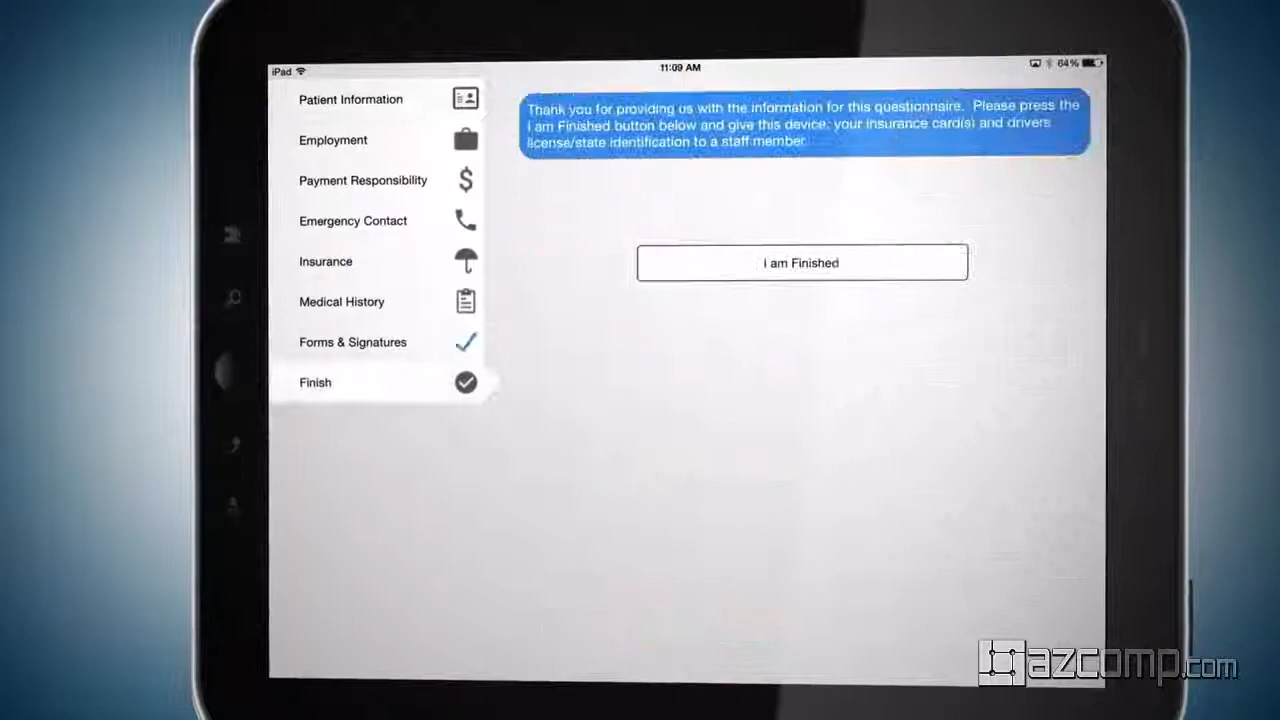 iPad
11:09 AM
64%
Patient Information
Employment
Payment Responsibility
Emergency Contact
Insurance
Medical History
Forms & Signatures
Finish
Thank you for providing us with the information for this questionnaire. Please press the
I am Finished button below and give this device, your insurance card(s) and drivers
license/state identification to a staff member
I am Finished
azcomp.com